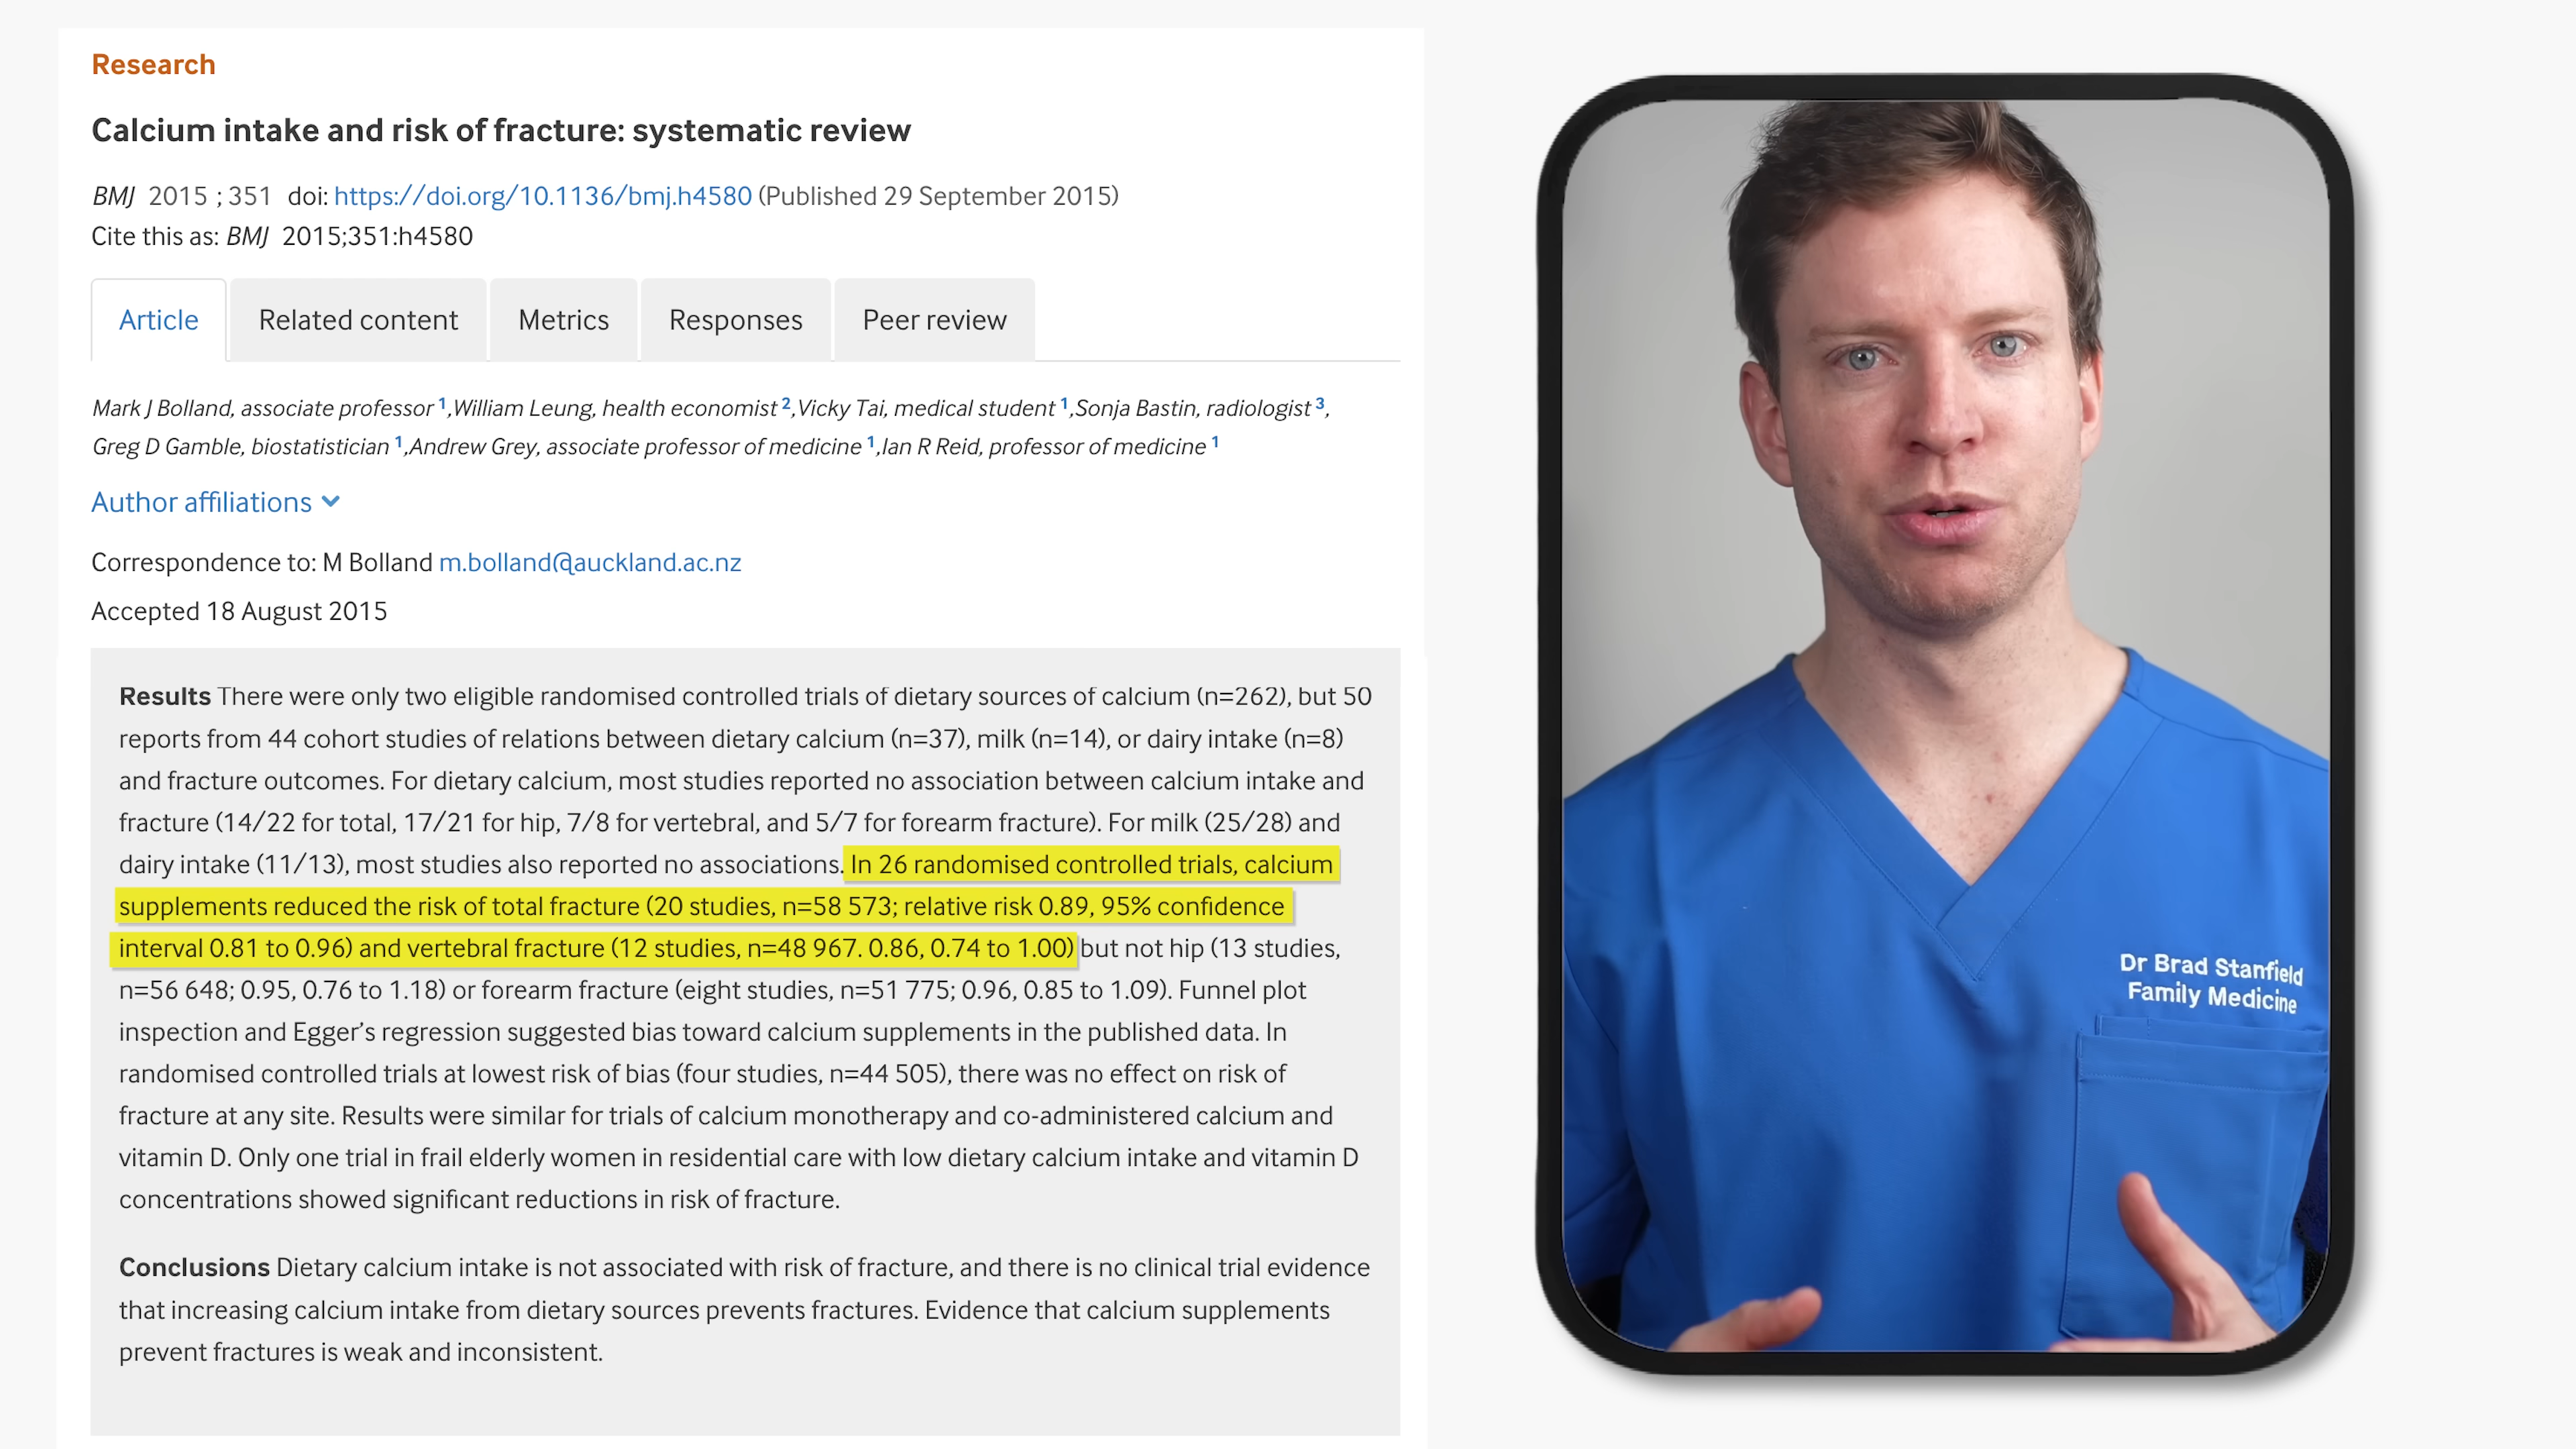 Research
Calcium intake and risk of fracture: systematic review
BMJ 2015 ; 351 doi: https://doi.org/10.1136/bmj.h4580 (Published 29 September 2015)
Cite this as: BMJ 2015;351:h4580
Article Related content Metrics Responses Peer review
Mark J Bolland, associate professor 1,William Leung, health economist 2,Vicky Tai, medical student 1,Sonja Bastin, radiologist 3,
Greg D Gamble, biostatistician 1,Andrew Grey, associate professor of medicine 1,Ian R Reid, professor of medicine 1
Author affiliations
Correspondence to: M Bolland m.bolland@auckland.ac.nz
Accepted 18 August 2015
Results There were only two eligible randomised controlled trials of dietary sources of calcium (n=262), but 50
reports from 44 cohort studies of relations between dietary calcium (n=37), milk (n=14), or dairy intake (n=8)
and fracture outcomes. For dietary calcium, most studies reported no association between calcium intake and
fracture (14/22 for total, 17/21 for hip, 7/8 for vertebral, and 5/7 for forearm fracture). For milk (25/28) and
dairy intake (11/13), most studies also reported no associations. In 26 randomised controlled trials, calcium
supplements reduced the risk of total fracture (20 studies, n=58 573; relative risk 0.89, 95% confidence
interval 0.81 to 0.96) and vertebral fracture (12 studies, n=48 967. 0.86, 0.74 to 1.00) but not hip (13 studies,
n=56 648; 0.95, 0.76 to 1.18) or forearm fracture (eight studies, n=51 775; 0.96, 0.85 to 1.09). Funnel plot
inspection and Egger’s regression suggested bias toward calcium supplements in the published data. In
randomised controlled trials at lowest risk of bias (four studies, n=44 505), there was no effect on risk of
fracture at any site. Results were similar for trials of calcium monotherapy and co-administered calcium and
vitamin D. Only one trial in frail elderly women in residential care with low dietary calcium intake and vitamin D
concentrations showed significant reductions in risk of fracture.
Conclusions Dietary calcium intake is not associated with risk of fracture, and there is no clinical trial evidence
that increasing calcium intake from dietary sources prevents fractures. Evidence that calcium supplements
prevent fractures is weak and inconsistent.
Dr Brad Stanfield
Family Medicine